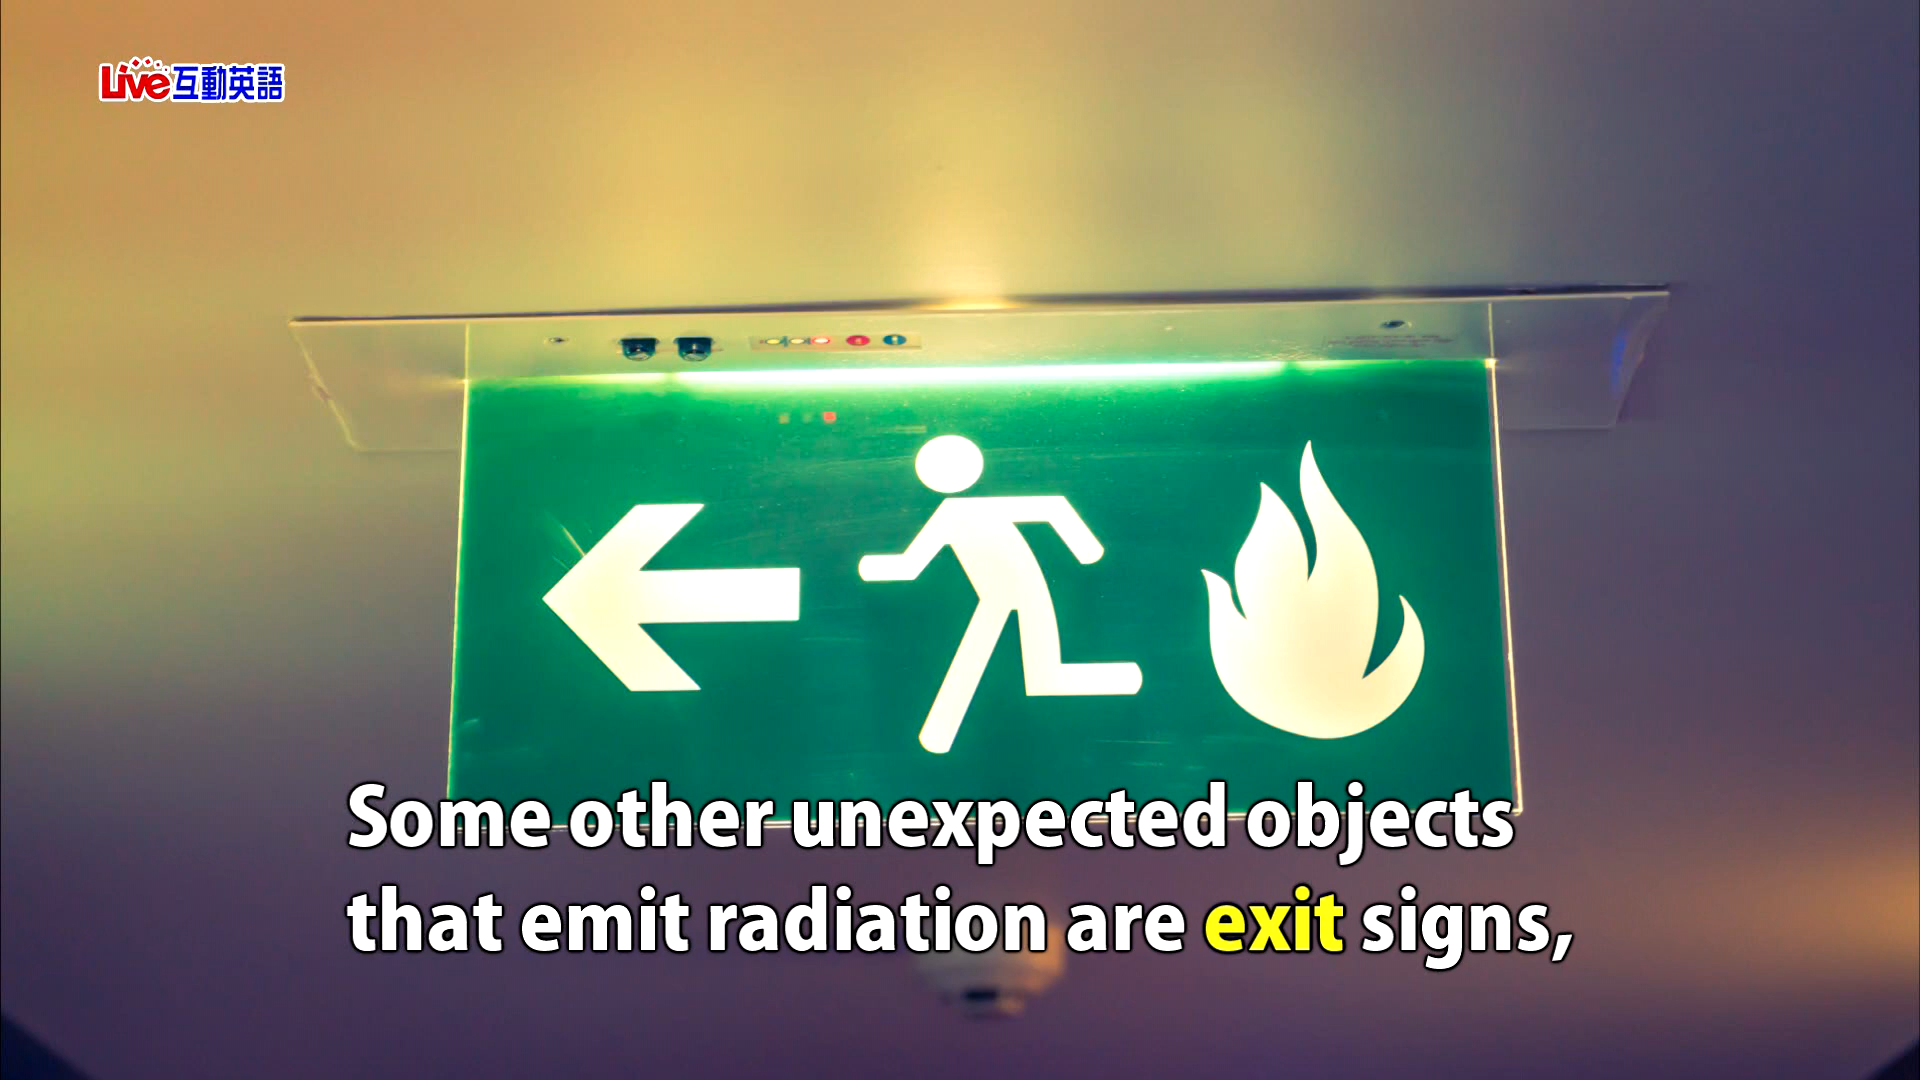 Live互動英語
Some other unexpected objects
that emit radiation are exit signs,